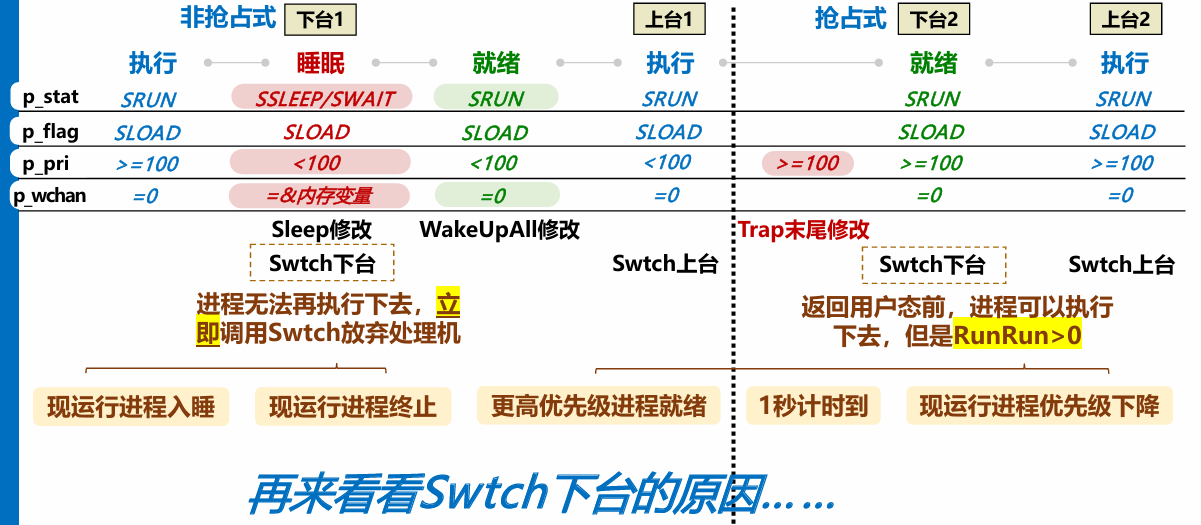 非抢占式 下台1 上台1 抢占式 下台2 上台2
执行 睡眠 就绪 执行 就绪 执行
p_stat SRUN SSLEEP/SWAIT SRUN SRUN SRUN SRUN
p_flag SLOAD SLOAD SLOAD SLOAD SLOAD SLOAD
p_pri >=100 <100 <100 <100 >=100 >=100 >=100
p_wchan =0 =&内存变量 =0 =0 =0 =0
Sleep修改 WakeUpAll修改 Trap末尾修改
Swtch下台 Swtch上台 Swtch下台 Swtch上台
进程无法再执行下去，立
即调用Swtch放弃处理机
返回用户态前，进程可以执行
下去，但是RunRun>0
现运行进程入睡 现运行进程终止 更高优先级进程就绪 1秒计时到 现运行进程优先级下降
再来看看Swtch下台的原因……